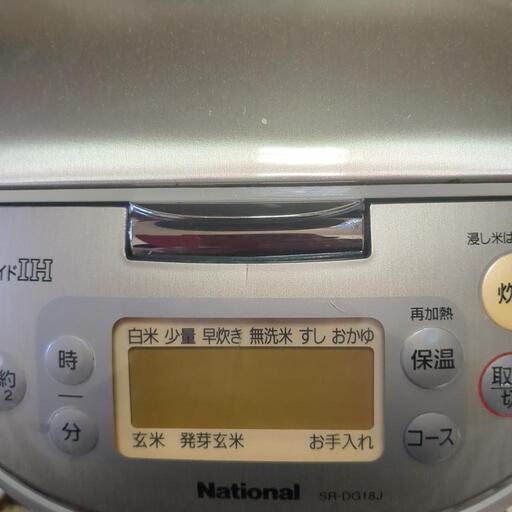 浸し米は
イドIH
炊
再加熱
白米 少量 早炊き 無洗米 すし おかゆ
時
保温
約2
取
切
分
コース
玄米 発芽玄米 お手入れ
National SR-DG18J